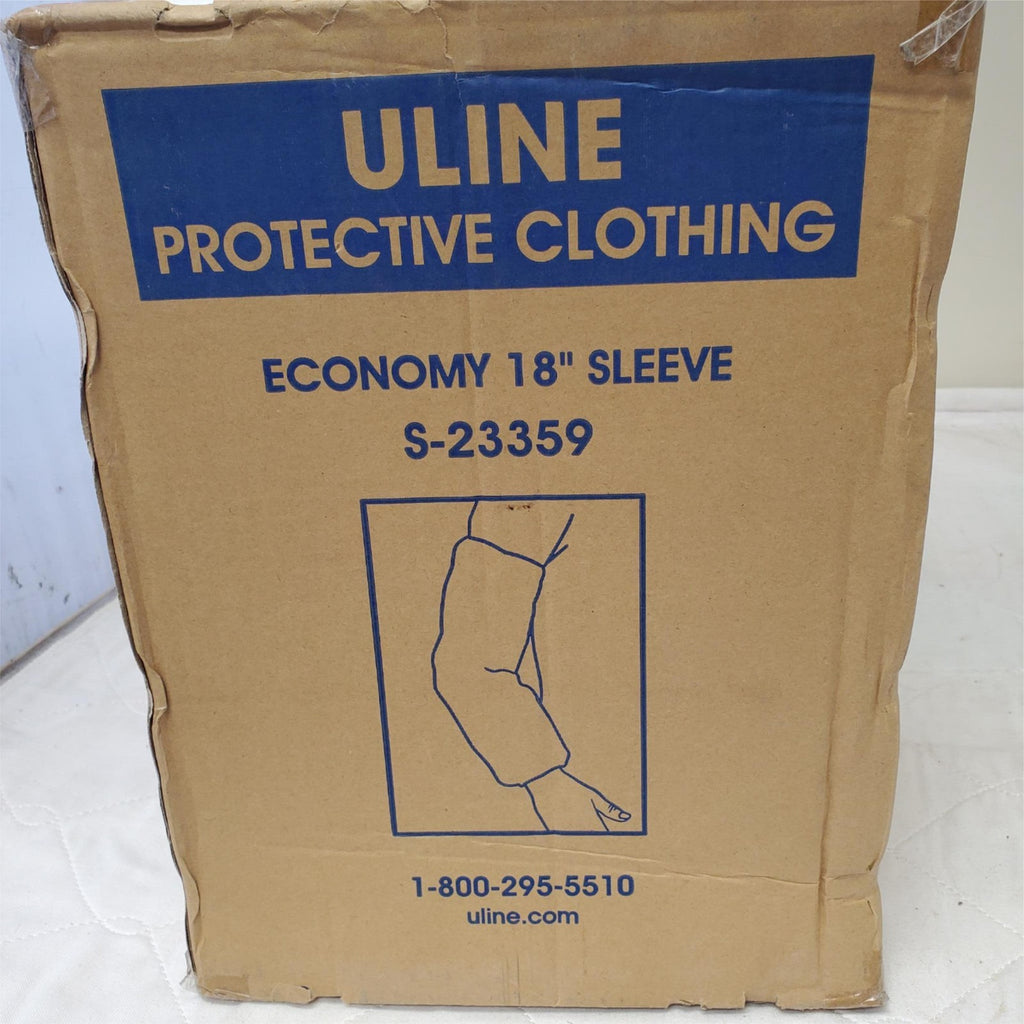 ULINE
PROTECTIVE CLOTHING
ECONOMY 18" SLEEVE
S-23359
1-800-295-5510
uline.com